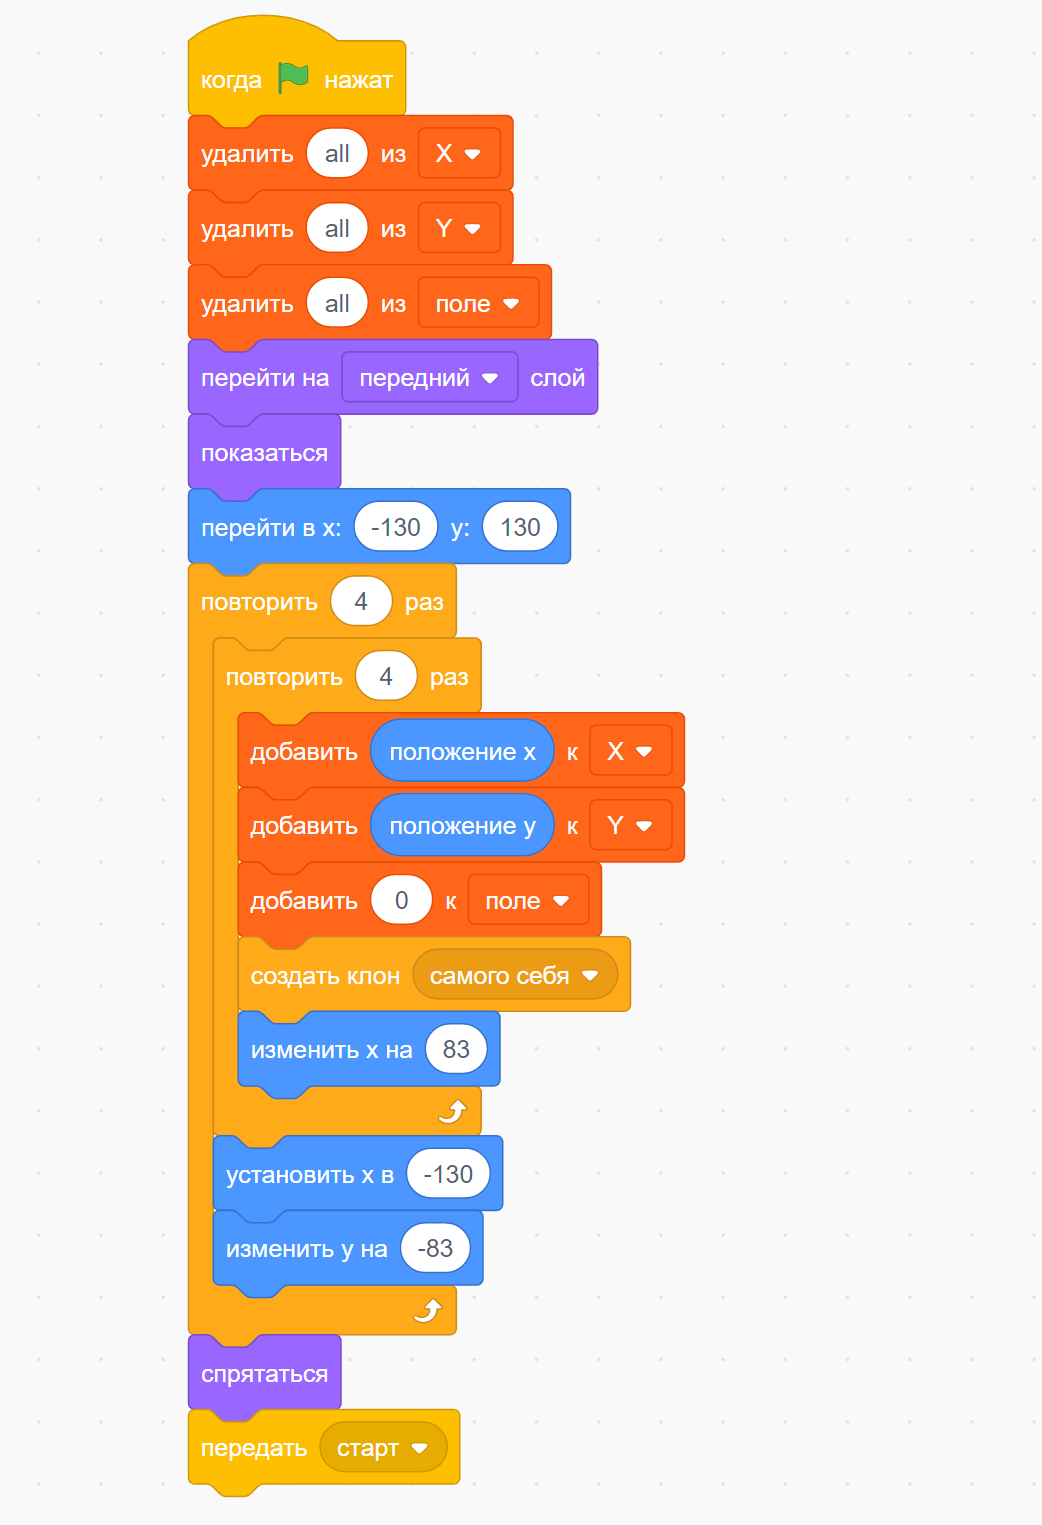 когда нажат
удалить all из X
удалить all из Y
удалить all из поле
перейти на передний слой
показаться
перейти в x: -130 y: 130
повторить 4 раз
повторить 4 раз
добавить положение x к X
добавить положение y к Y
добавить 0 к поле
создать клон самого себя
изменить x на 83
установить x в -130
изменить y на -83
спрятаться
передать старт